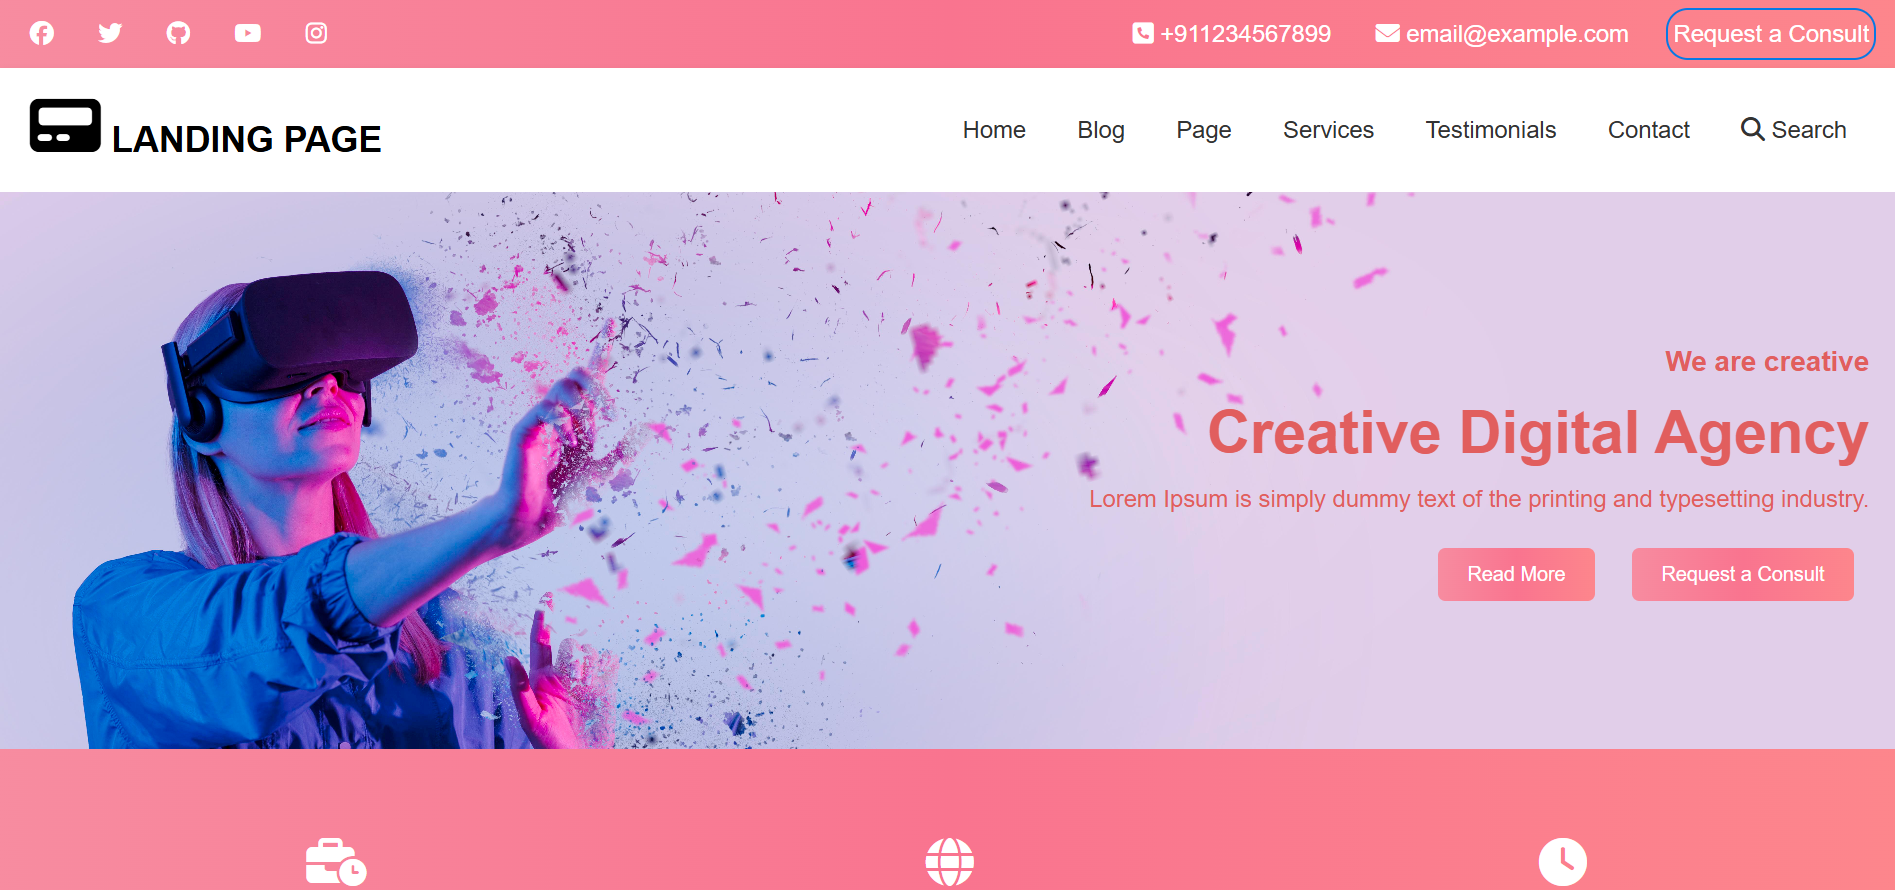 +911234567899 email@example.com Request a Consult
LANDING PAGE
Home Blog Page Services Testimonials Contact Search
We are creative
Creative Digital Agency
Lorem Ipsum is simply dummy text of the printing and typesetting industry.
Read More Request a Consult